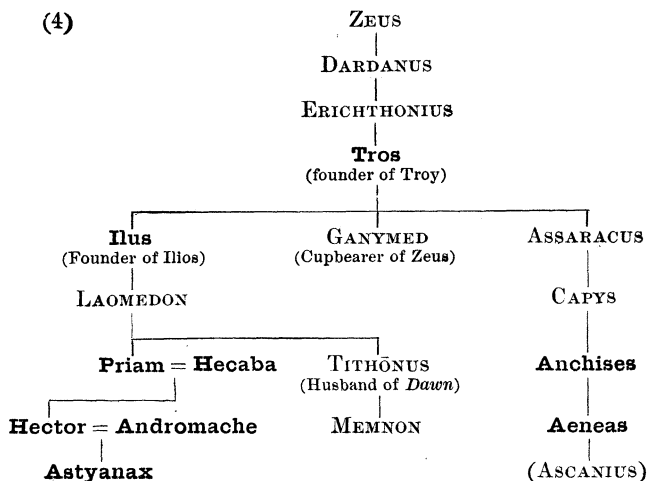 (4)
ZEUS
DARDANUS
ERICHTHONIUS
Tros
(founder of Troy)
Ilus GANYMED ASSARACUS
(Founder of Ilios) (Cupbearer of Zeus)
LAOMEDON CAPYS
Priam = Hecaba TITHŌNUS Anchises
(Husband of Dawn)
Hector = Andromache MEMNON Aeneas
Astyanax (ASCANIUS)